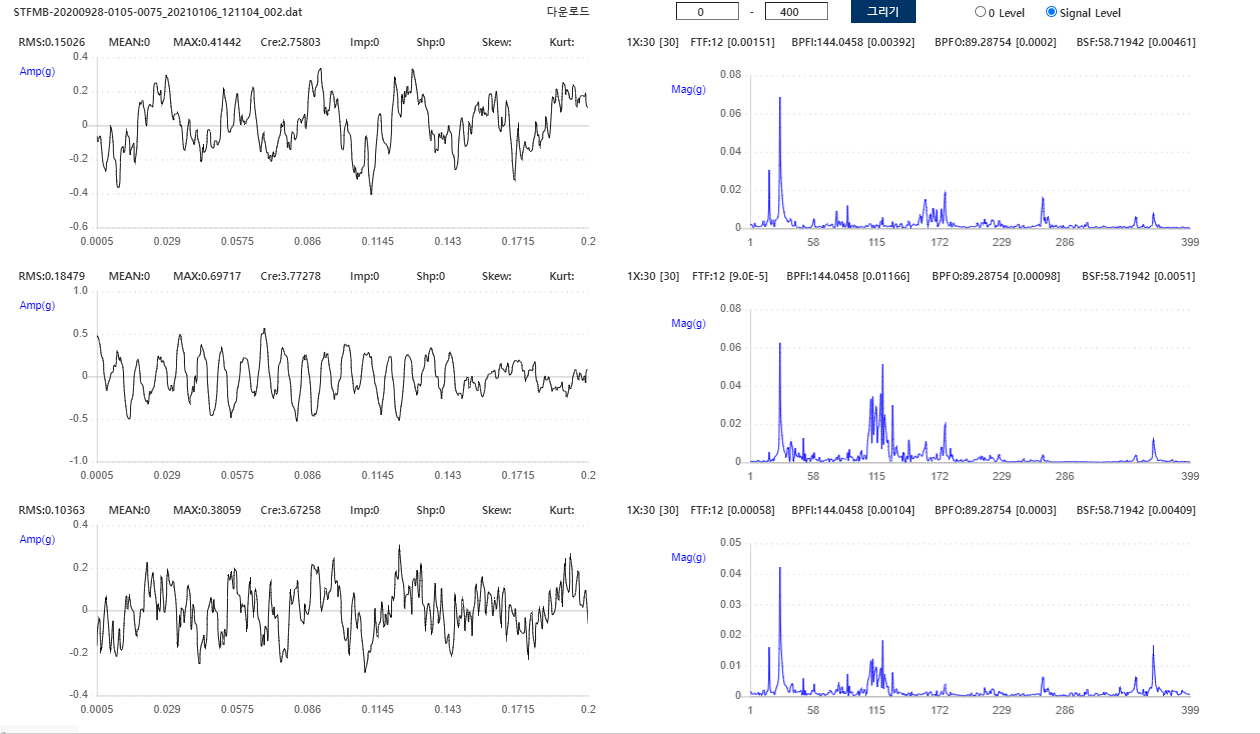 STFMB-20200928-0105-0075_20210106_121104_002.dat 다운로드 0 - 400 그리기 0 Level Signal Level
RMS:0.15026 MEAN:0 MAX:0.41442 Cre:2.75803 Imp:0 Shp:0 Skew: Kurt: 1X:30 [30] FTF:12 [0.00151] BPFI:144.0458 [0.00392] BPFO:89.28754 [0.0002] BSF:58.71942 [0.00461]
Amp(g)
0.4
0.2
0
-0.2
-0.4
-0.6
0.0005 0.029 0.0575 0.086 0.1145 0.143 0.1715 0.2
Mag(g)
0.08
0.06
0.04
0.02
0
1 58 115 172 229 286 399
RMS:0.18479 MEAN:0 MAX:0.69717 Cre:3.77278 Imp:0 Shp:0 Skew: Kurt: 1X:30 [30] FTF:12 [9.0E-5] BPFI:144.0458 [0.01166] BPFO:89.28754 [0.00098] BSF:58.71942 [0.0051]
Amp(g)
1.0
0.5
0
-0.5
-1.0
0.0005 0.029 0.0575 0.086 0.1145 0.143 0.1715 0.2
Mag(g)
0.08
0.06
0.04
0.02
0
1 58 115 172 229 286 399
RMS:0.10363 MEAN:0 MAX:0.38059 Cre:3.67258 Imp:0 Shp:0 Skew: Kurt: 1X:30 [30] FTF:12 [0.00058] BPFI:144.0458 [0.00104] BPFO:89.28754 [0.0003] BSF:58.71942 [0.00409]
Amp(g)
0.4
0.2
0
-0.2
-0.4
0.0005 0.029 0.0575 0.086 0.1145 0.143 0.1715 0.2
Mag(g)
0.05
0.04
0.03
0.02
0.01
0
1 58 115 172 229 286 399